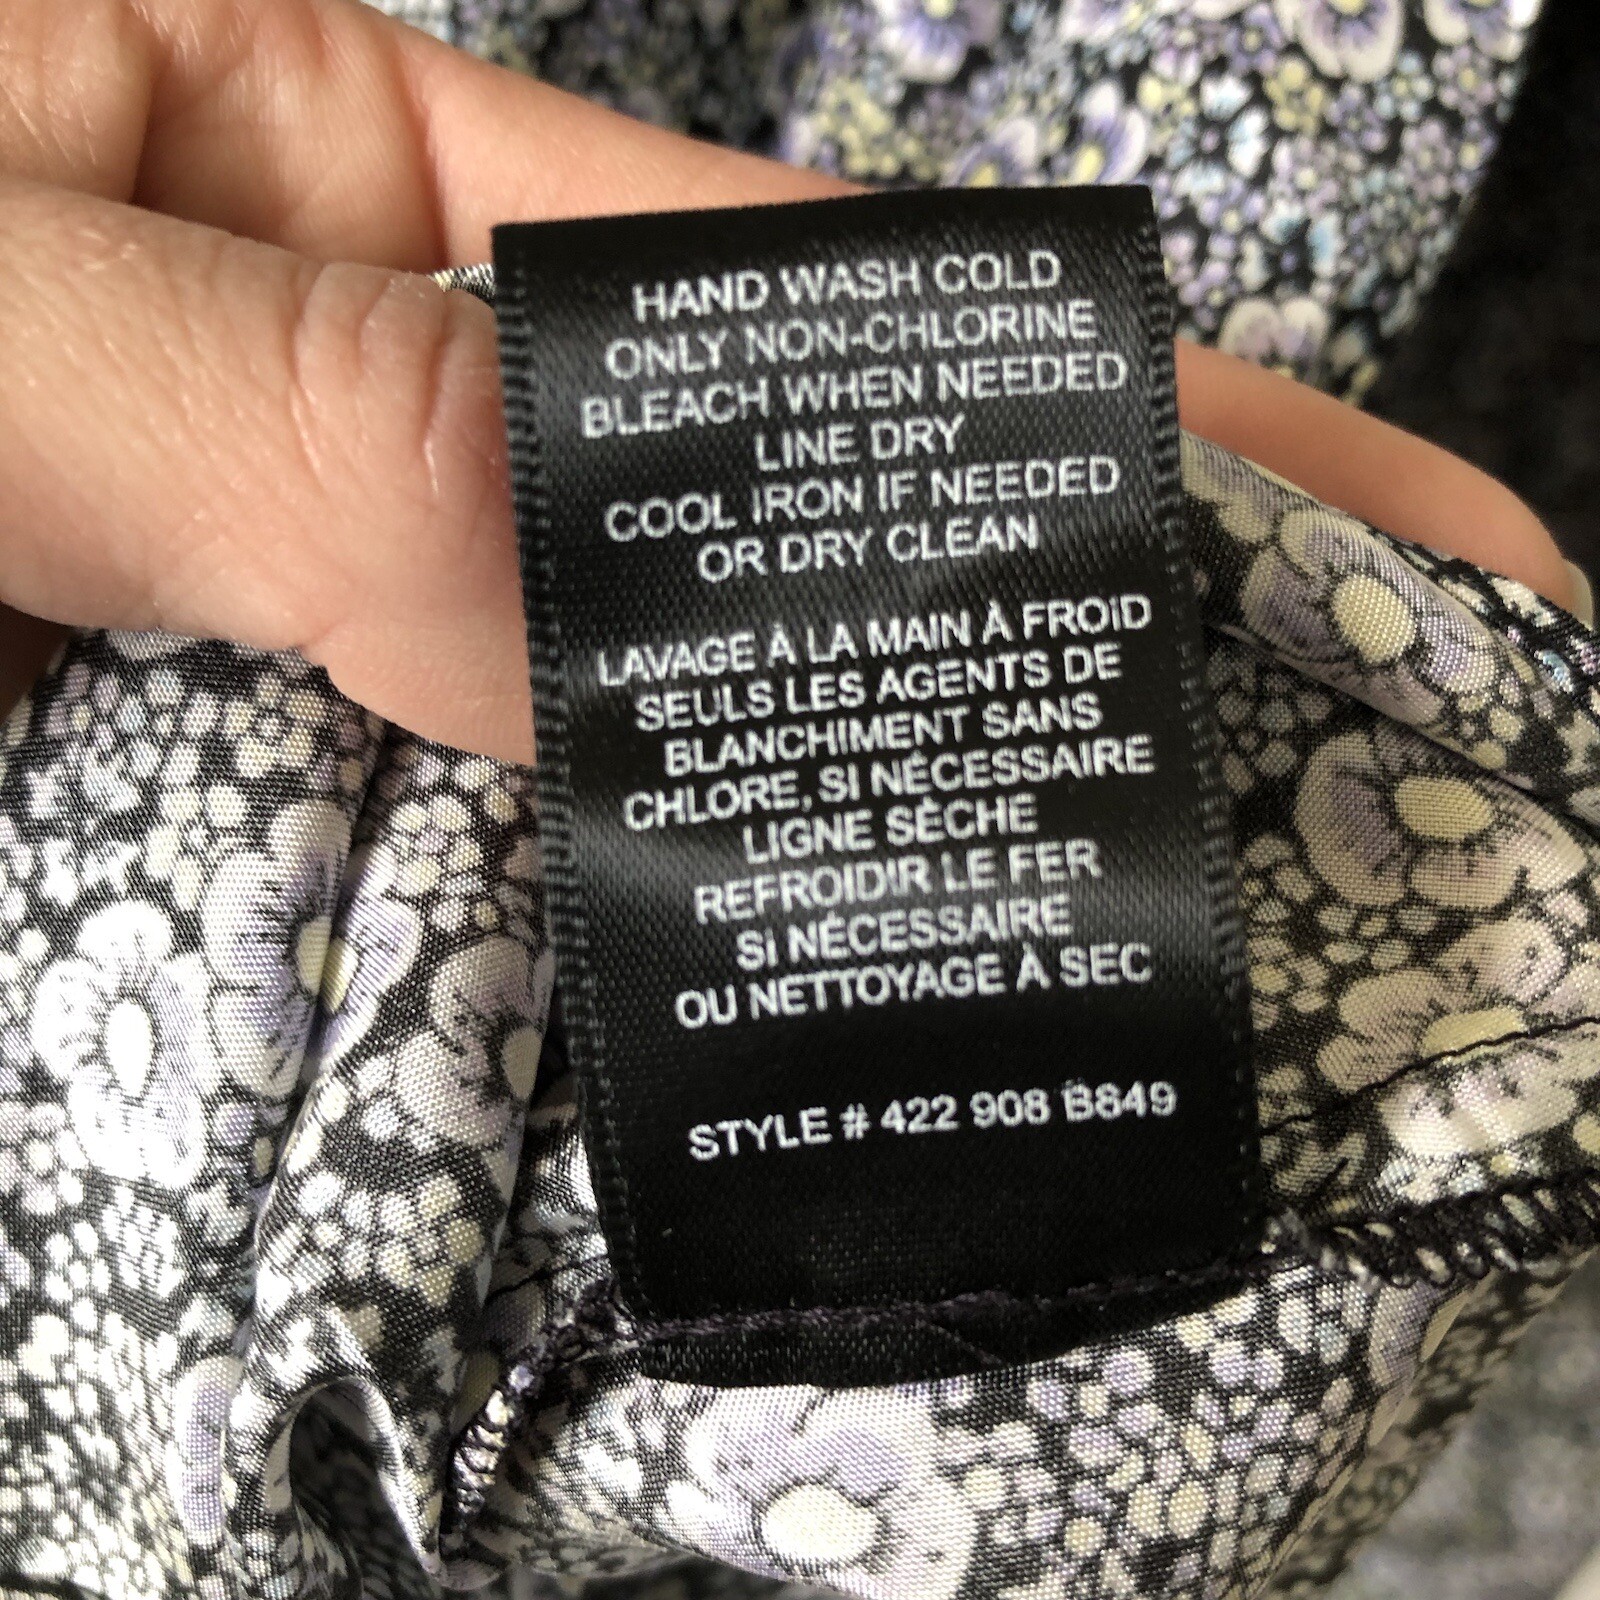 HAND WASH COLD
ONLY NON-CHLORINE
BLEACH WHEN NEEDED
LINE DRY
COOL IRON IF NEEDED
OR DRY CLEAN
LAVAGE À LA MAIN À FROID
SEULS LES AGENTS DE
BLANCHIMENT SANS
CHLORE, SI NÉCESSAIRE
LIGNE SÈCHE
REFROIDIR LE FER
SI NÉCESSAIRE
OU NETTOYAGE À SEC
STYLE # 422 908 B849